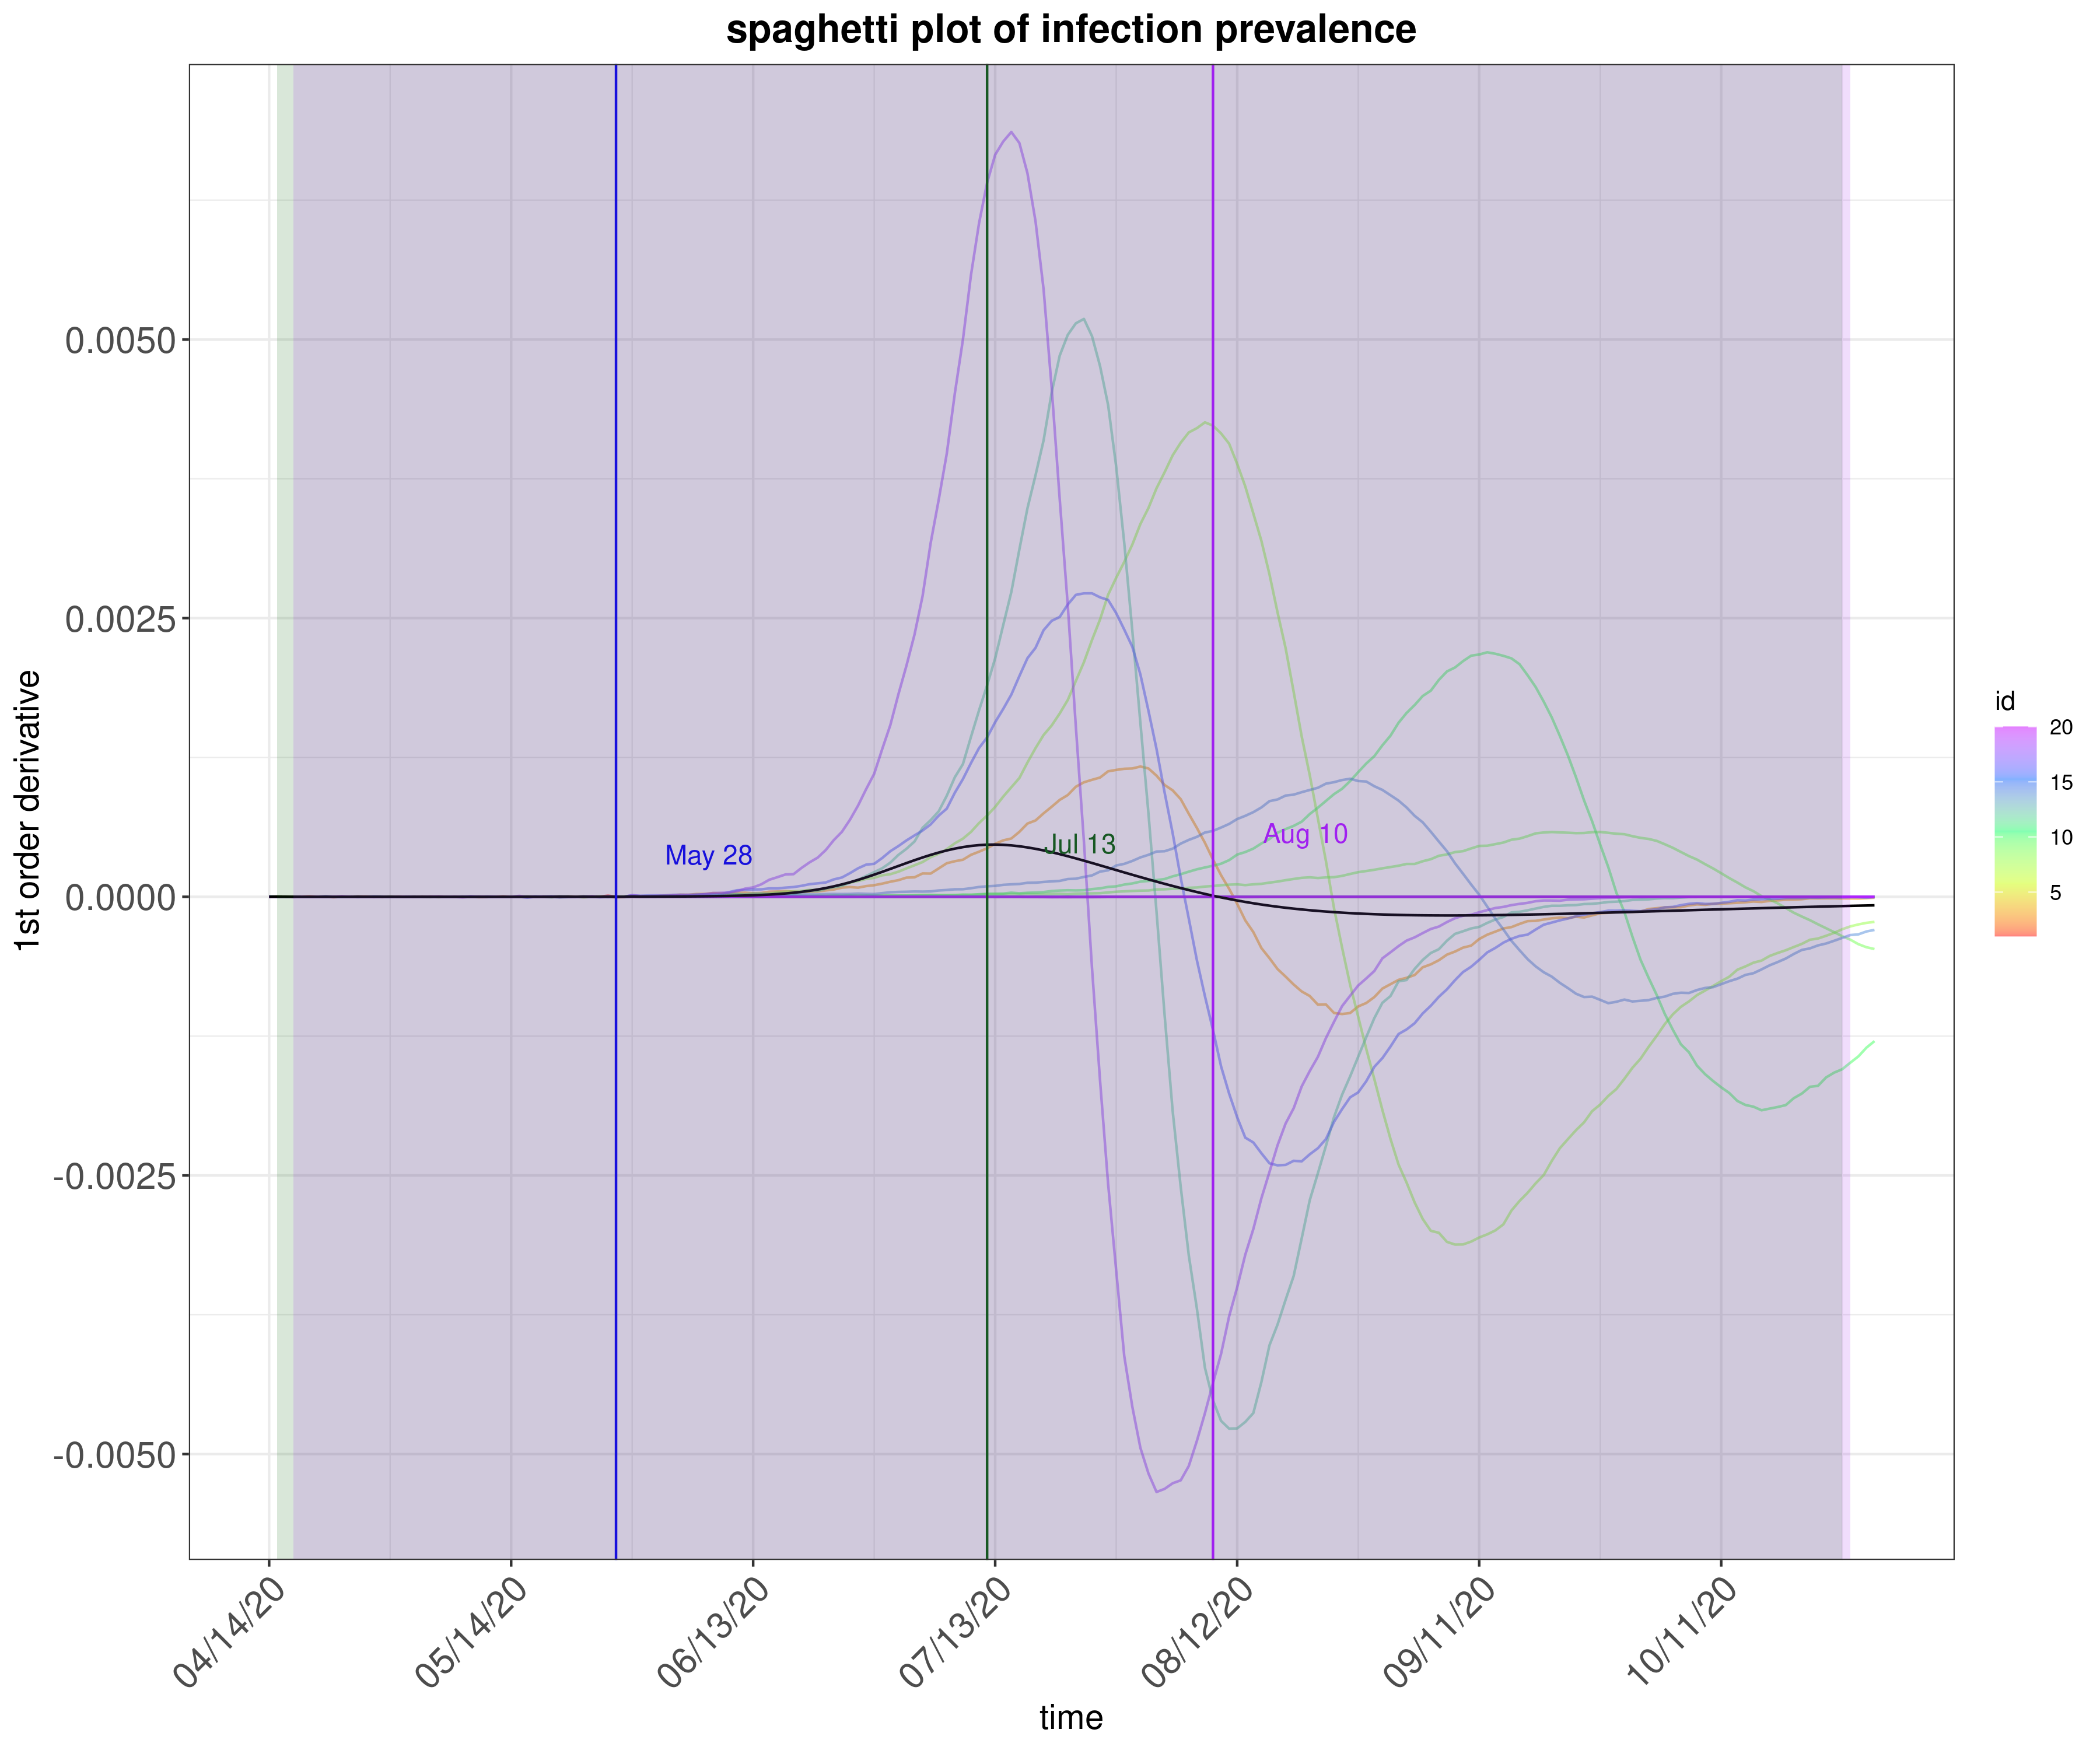 spaghetti plot of infection prevalence
1st order derivative
0.0050
0.0025
0.0000
-0.0025
-0.0050
May 28
Jul 13
Aug 10
04/14/20
05/14/20
06/13/20
07/13/20
08/12/20
09/11/20
10/11/20
time
id
20
15
10
5